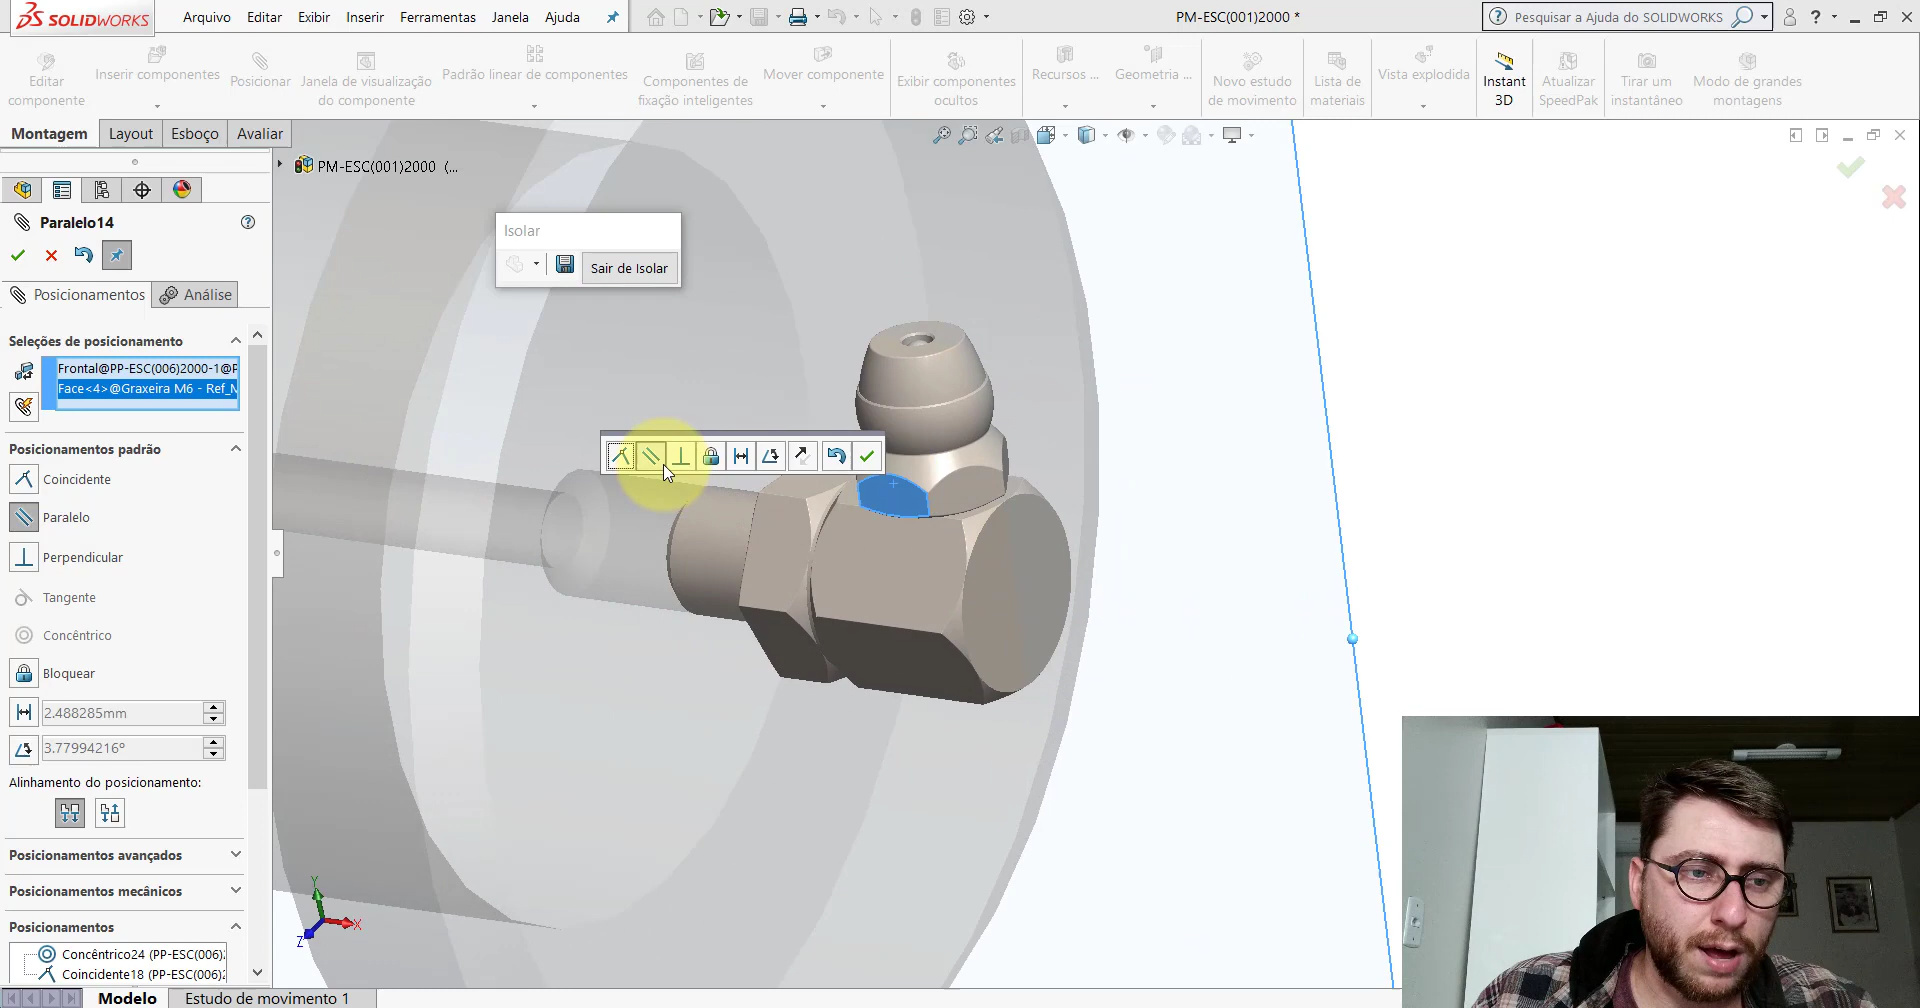 SOLIDWORKS
Arquivo Editar Exibir Inserir Ferramentas Janela Ajuda
PM-ESC(001)2000 *
Pesquisar a Ajuda do SOLIDWORKS
Editar componente
Inserir componentes
Posicionar
Janela de visualização do componente
Padrão linear de componentes
Componentes de fixação inteligentes
Mover componente
Exibir componentes ocultos
Recursos ...
Geometria ...
Novo estudo de movimento
Lista de materiais
Vista explodida
Instant 3D
Atualizar SpeedPak
Tirar um instantâneo
Modo de grandes montagens
Montagem Layout Esboço Avaliar
PM-ESC(001)2000 (...
Paralelo14
Posicionamentos Análise
Seleções de posicionamento
Frontal@PP-ESC(006)2000-1@P
Face<4>@Graxeira M6 - Ref_N
Posicionamentos padrão
Coincidente
Paralelo
Perpendicular
Tangente
Concêntrico
Bloquear
2.488285mm
3.77994216°
Alinhamento do posicionamento:
Posicionamentos avançados
Posicionamentos mecânicos
Posicionamentos
Concêntrico24 (PP-ESC(006)2
Coincidente18 (PP-ESC(006)2
Isolar
Sair de Isolar
Y
X
Z
Modelo Estudo de movimento 1